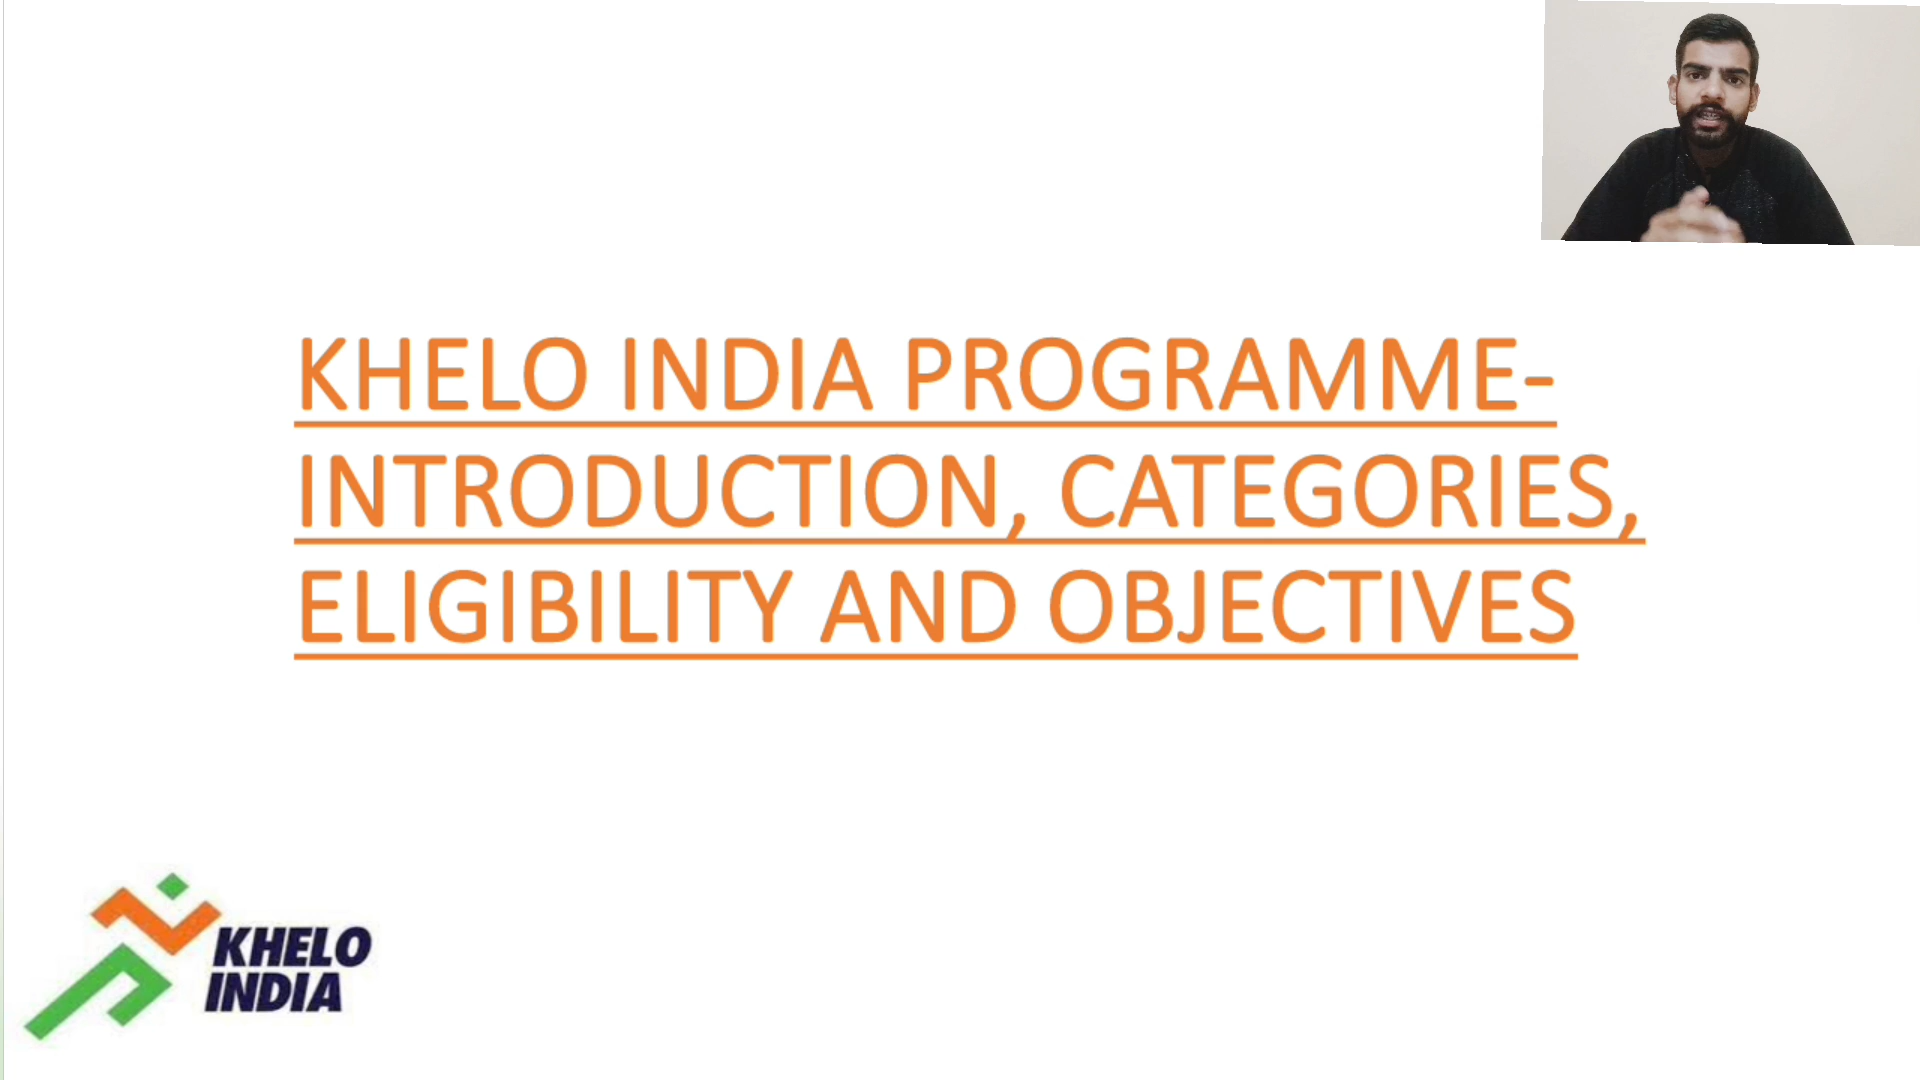 KHELO INDIA PROGRAMME-
INTRODUCTION, CATEGORIES,
ELIGIBILITY AND OBJECTIVES
KHELO
INDIA